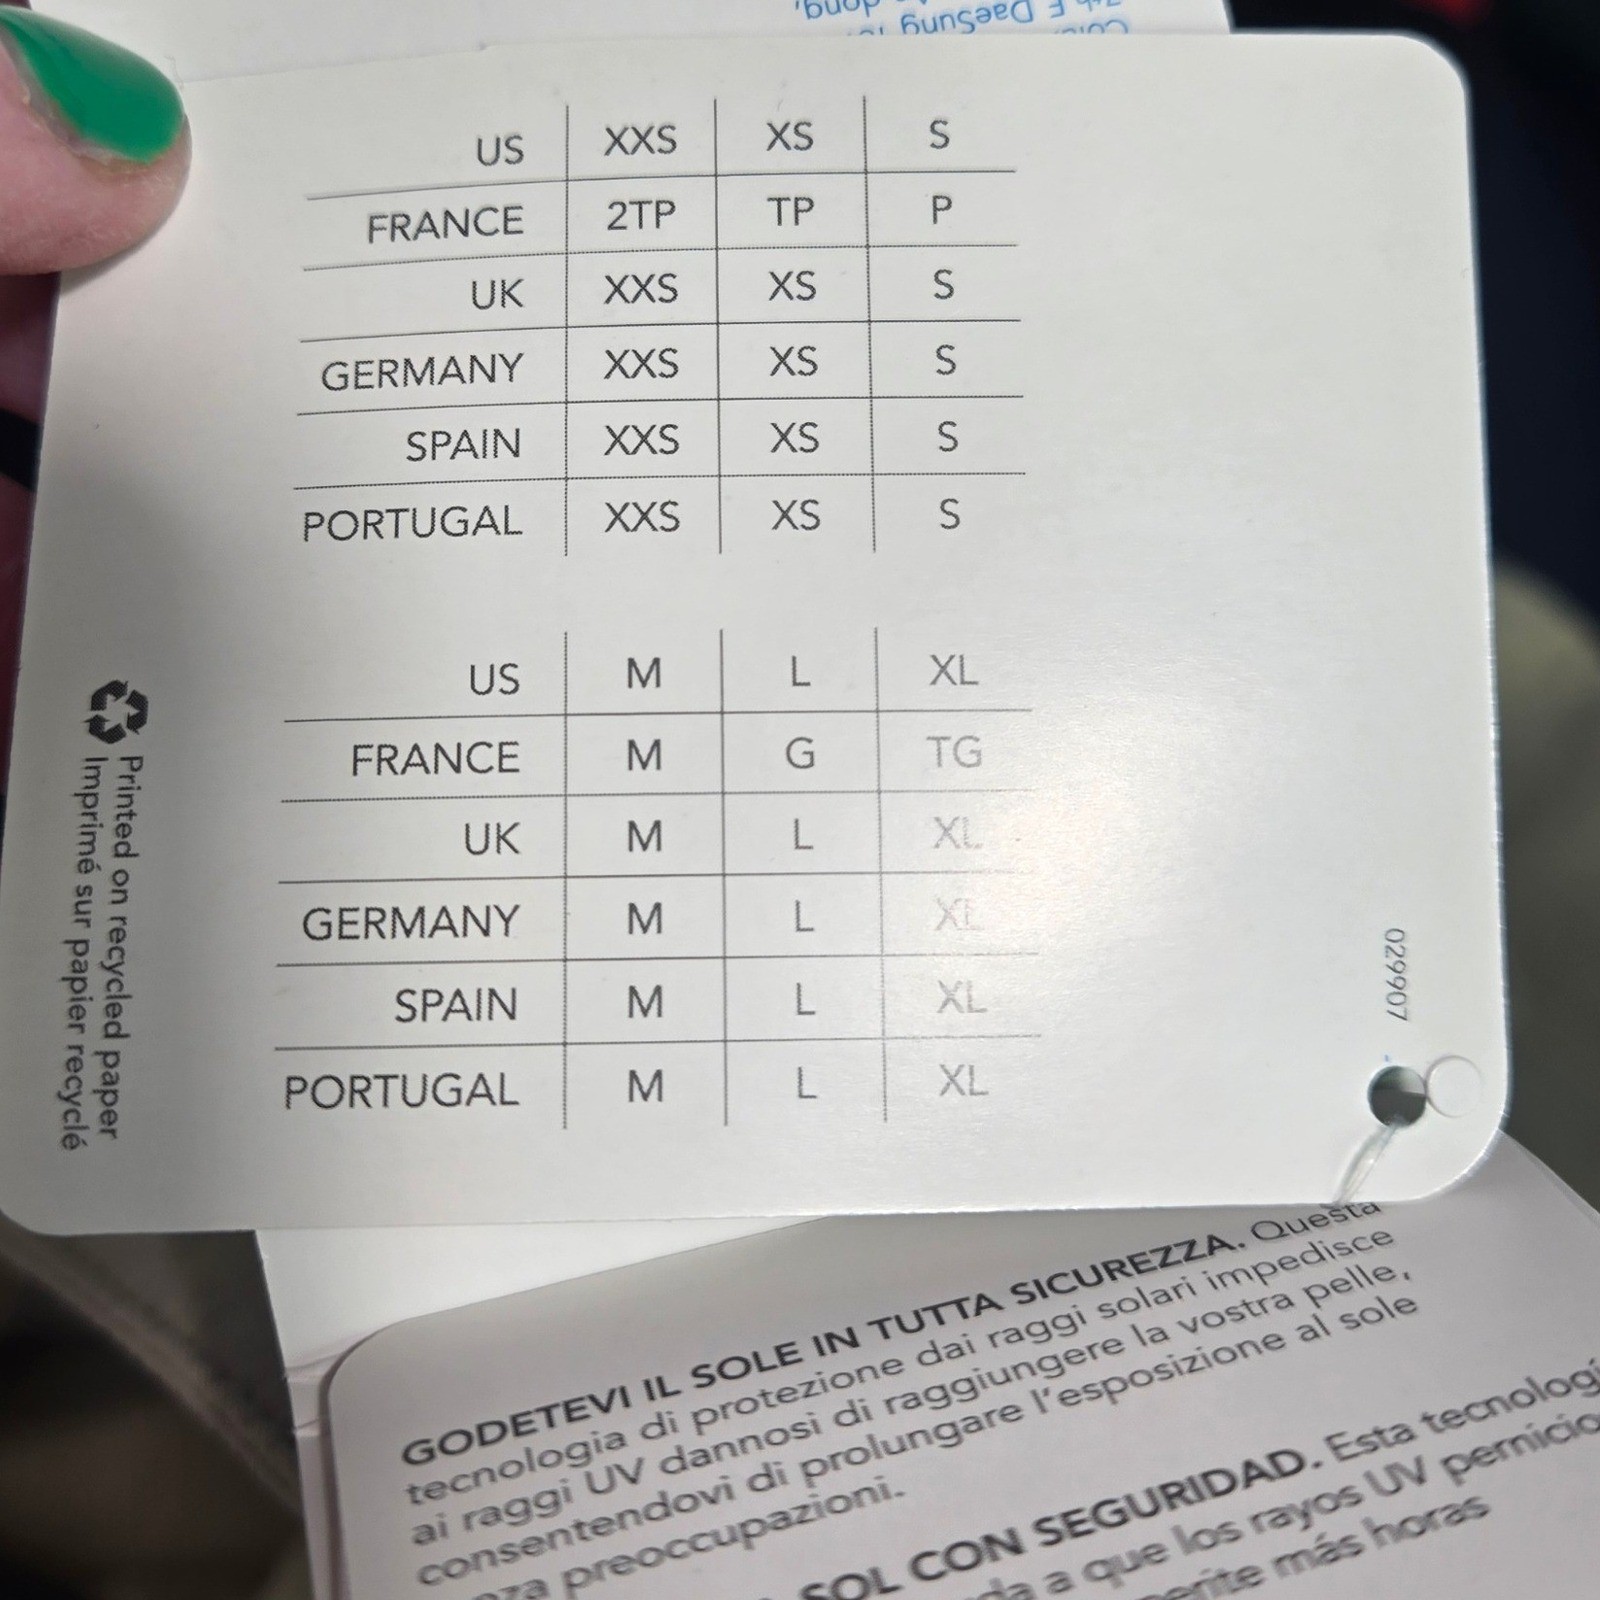 US XXS XS S
FRANCE 2TP TP P
UK XXS XS S
GERMANY XXS XS S
SPAIN XXS XS S
PORTUGAL XXS XS S
US M L XL
FRANCE M G TG
UK M L XL
GERMANY M L XL
SPAIN M L XL
PORTUGAL M L XL
Printed on recycled paper
Imprimé sur papier recyclé
029907
GODETEVI IL SOLE IN TUTTA SICUREZZA. Questa
tecnologia di protezione dai raggi solari impedisce
ai raggi UV dannosi di raggiungere la vostra pelle,
consentendovi di prolungare l'esposizione al sole
preoccupazioni.
SOL CON SEGURIDAD. Esta
a que los rayos UV
más horas
DaeSung
dong,